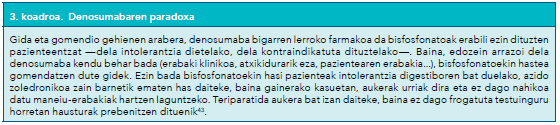 3. koadroa. Denosumabaren paradoxa
Gida eta gomendio gehienen arabera, denosumaba bigarren lerroko farmakoa da bisfosfonatoak erabili ezin dituzten
pazienteentzat —dela intolerantzia dietelako, dela kontraindikatuta dituztelako—. Baina, edozein arrazoi dela
denosumaba kendu behar bada (erabaki klinikoa, atxikidurarik eza, pazientearen erabakia...), bisfosfonatoekin hastea
gomendatzen dute gidek. Ezin bada bisfosfonatoekin hasi pazienteak intolerantzia digestiboren bat duelako, azido
zoledronikoa zain barnetik ematen has daiteke, baina gainerako kasuetan, aukerak urriak dira eta ez dago nahikoa
datu maneiu-erabakiak hartzen laguntzeko. Teriparatida aukera bat izan daiteke, baina ez dago frogatuta testuinguru
horretan hausturak prebenitzen dituenik⁴³.